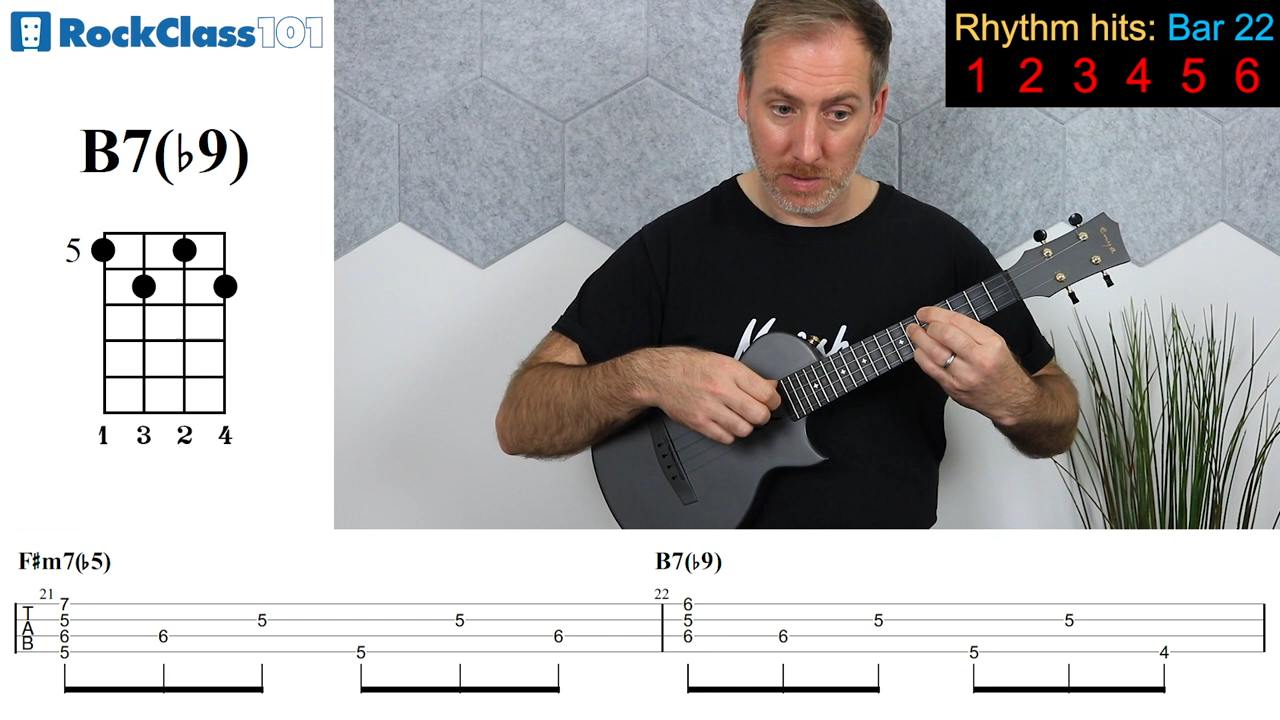 RockClass101
Rhythm hits: Bar 22
1 2 3 4 5 6
B7(♭9)
5
1 3 2 4
F♯m7(♭5) B7(♭9)
21 22
T 7 6
A 5 5 5 5 5 5
B 6 6 6 6 6
5 5 5 4